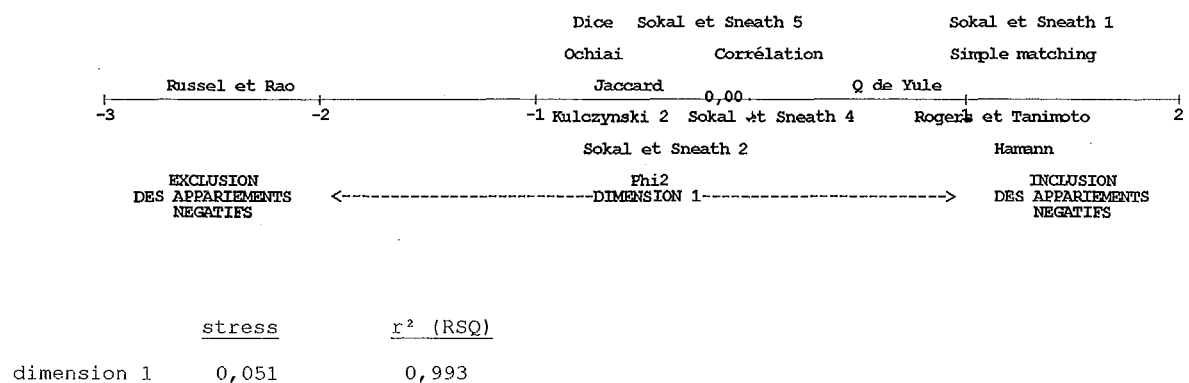 Dice Sokal et Sneath 5 Sokal et Sneath 1
Ochiai Corrélation Simple matching
Russel et Rao Jaccard Q de Yule
0,00
-3 -2 -1 1 2
Kulczynski 2 Sokal et Sneath 4 Rogers et Tanimoto
Sokal et Sneath 2 Hamann
EXCLUSION Phi2 INCLUSION
DES APPARIEMENTS <------------------------DIMENSION 1------------------------> DES APPARIEMENTS
NEGATIFS NEGATIFS
stress r² (RSQ)
dimension 1 0,051 0,993